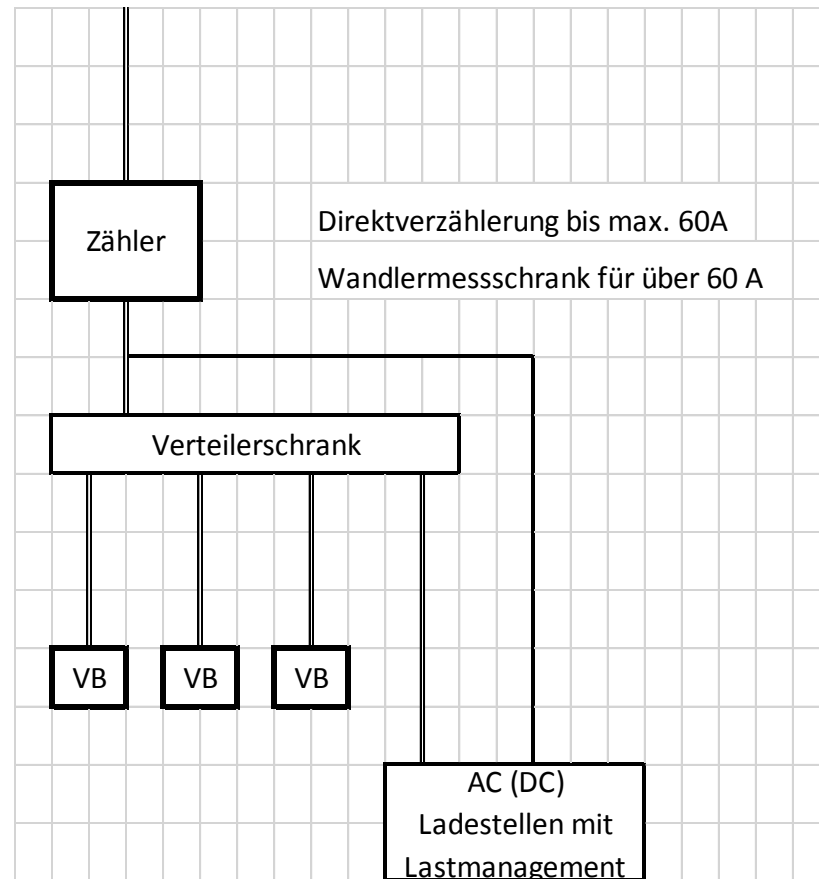 Zähler
Direktverzählerung bis max. 60A
Wandlermessschrank für über 60 A
Verteilerschrank
VB
VB
VB
AC (DC)
Ladestellen mit
Lastmanagement